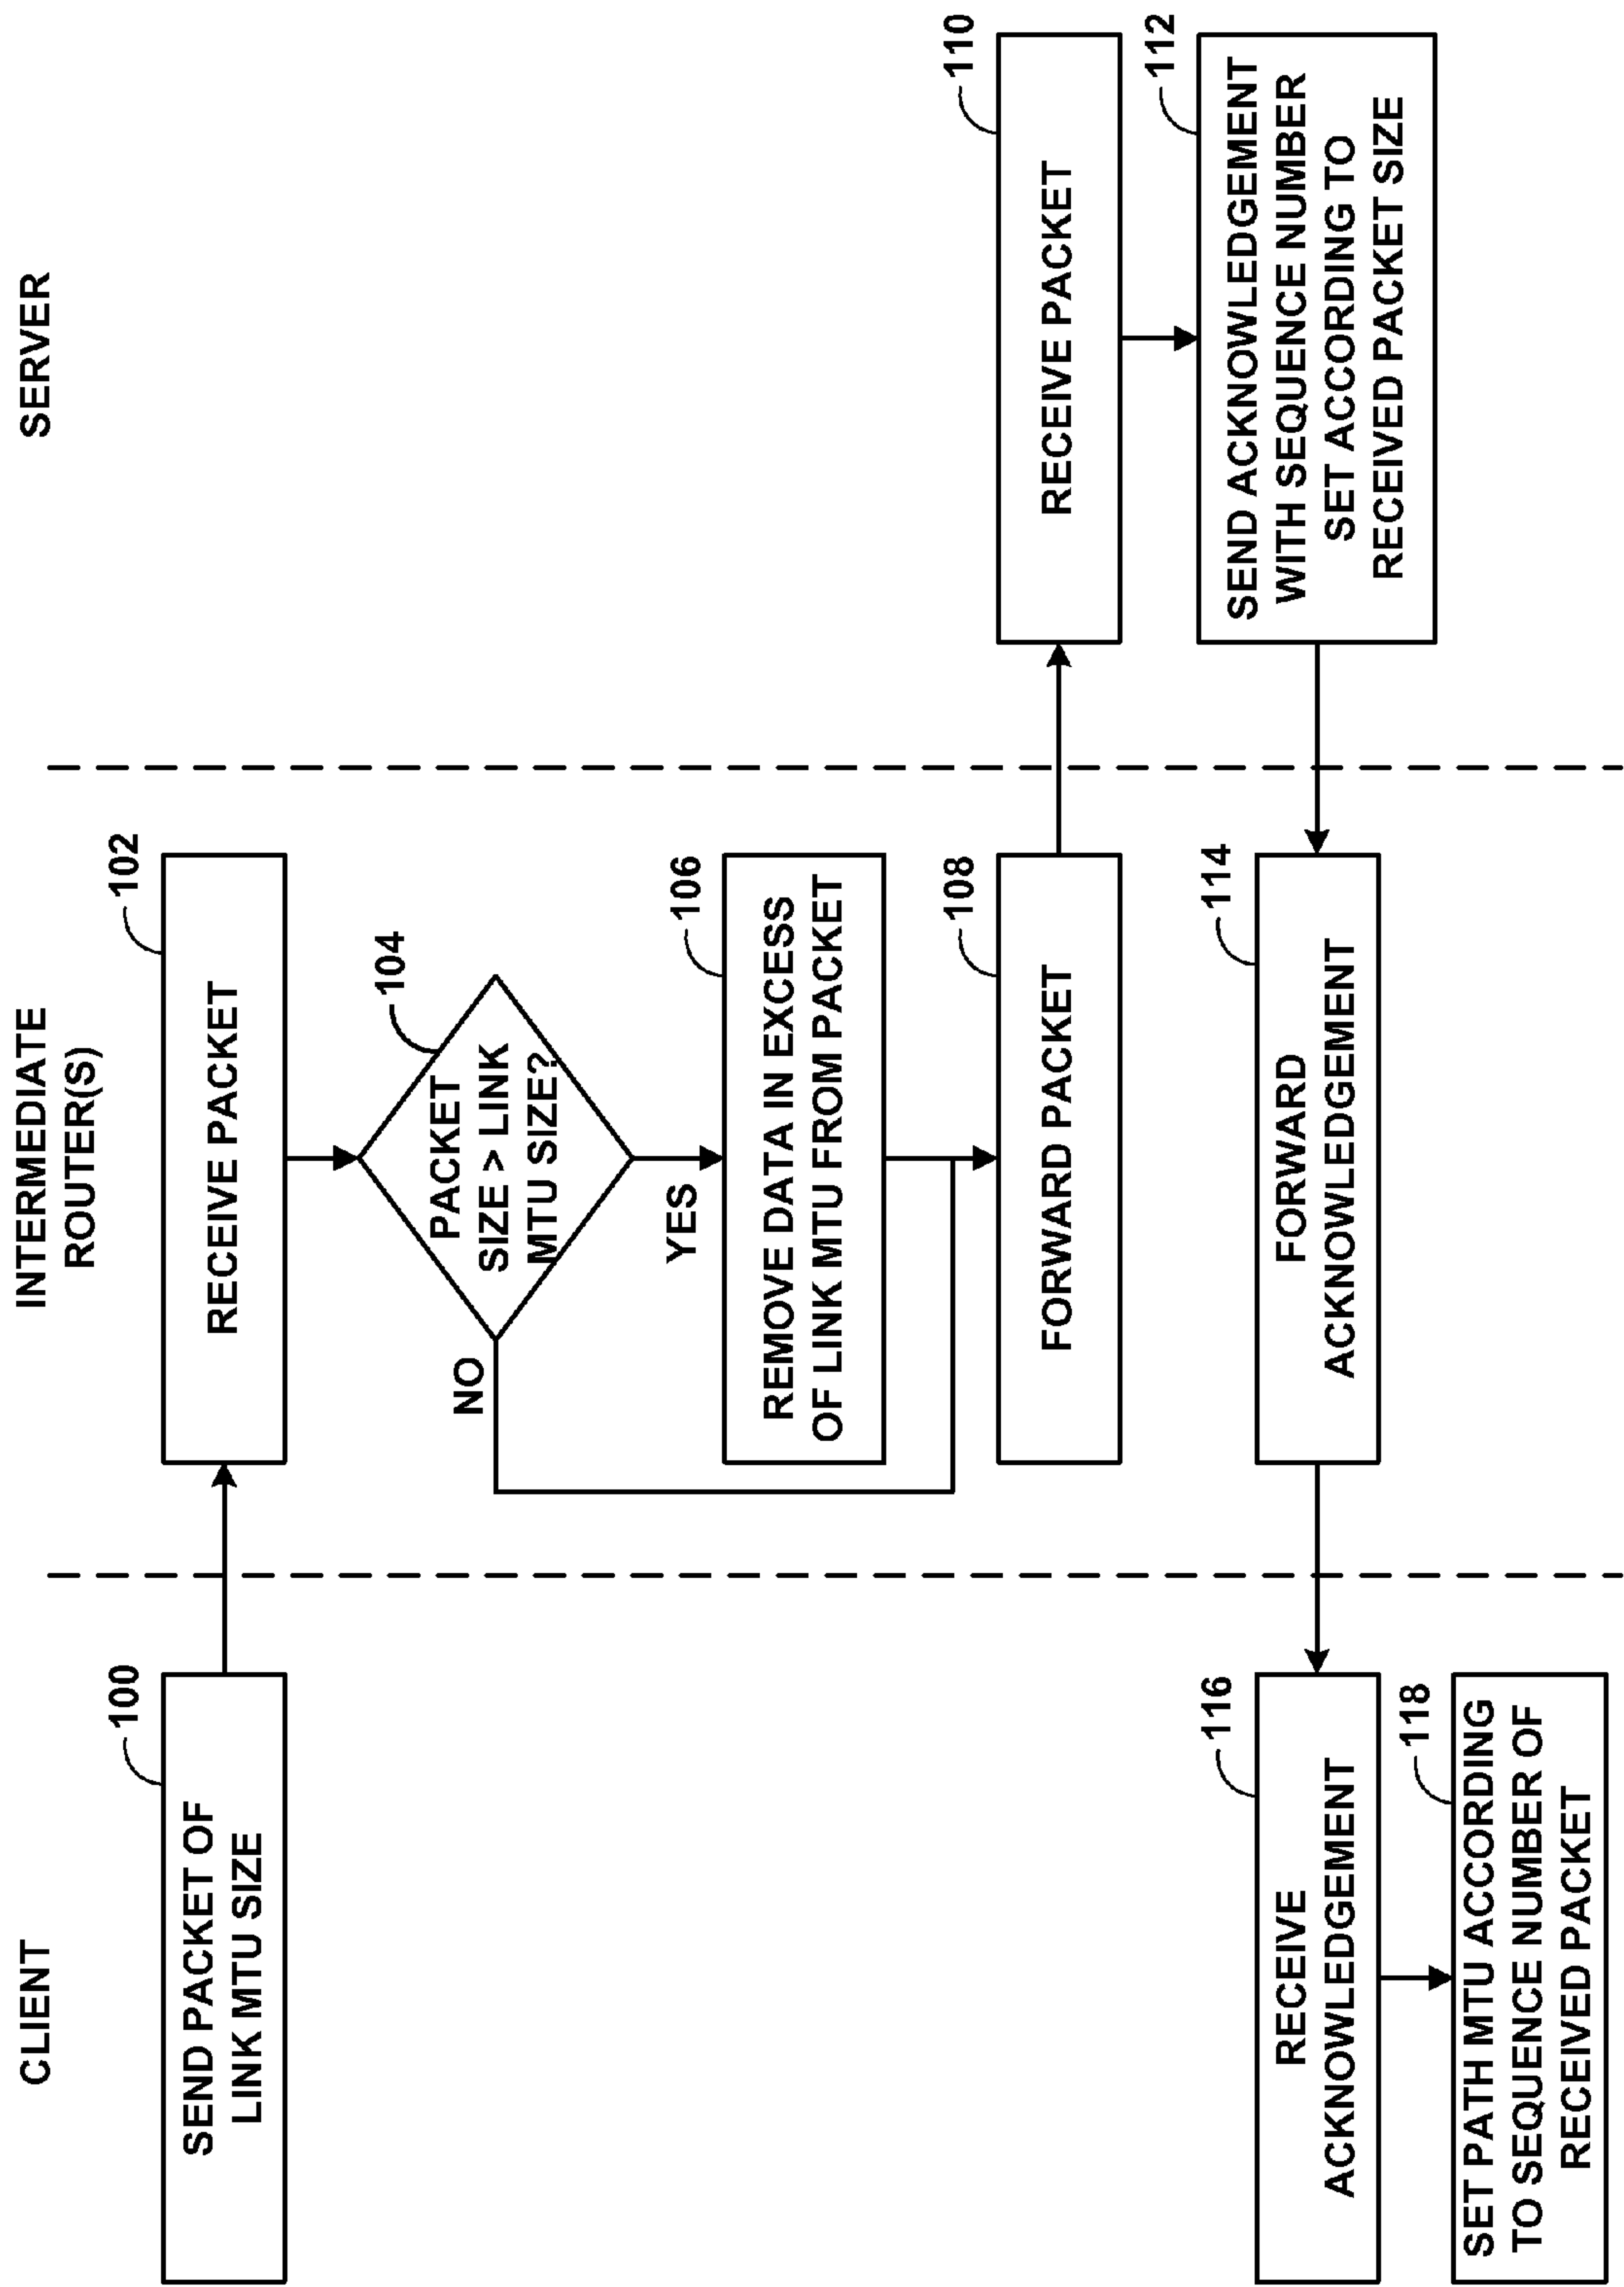 CLIENT
INTERMEDIATE
ROUTER(S)
SERVER
100
SEND PACKET OF
LINK MTU SIZE
102
RECEIVE PACKET
104
PACKET
SIZE > LINK
MTU SIZE?
NO
YES
106
REMOVE DATA IN EXCESS
OF LINK MTU FROM PACKET
108
FORWARD PACKET
110
RECEIVE PACKET
112
SEND ACKNOWLEDGEMENT
WITH SEQUENCE NUMBER
SET ACCORDING TO
RECEIVED PACKET SIZE
114
FORWARD
ACKNOWLEDGEMENT
116
RECEIVE
ACKNOWLEDGEMENT
118
SET PATH MTU ACCORDING
TO SEQUENCE NUMBER OF
RECEIVED PACKET